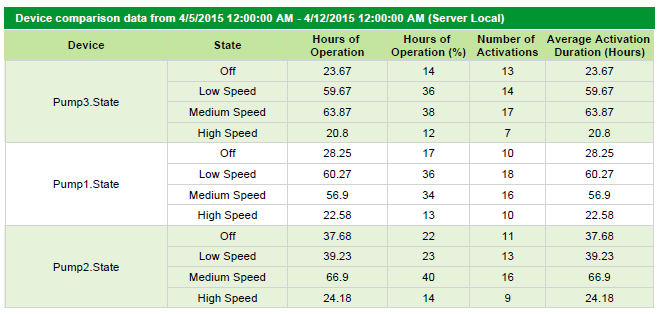 Device comparison data from 4/5/2015 12:00:00 AM - 4/12/2015 12:00:00 AM (Server Local)
Device State Hours of Operation Hours of Operation (%) Number of Activations Average Activation Duration (Hours)
Pump3.State
Off 23.67 14 13 23.67
Low Speed 59.67 36 14 59.67
Medium Speed 63.87 38 17 63.87
High Speed 20.8 12 7 20.8
Pump1.State
Off 28.25 17 10 28.25
Low Speed 60.27 36 18 60.27
Medium Speed 56.9 34 16 56.9
High Speed 22.58 13 10 22.58
Pump2.State
Off 37.68 22 11 37.68
Low Speed 39.23 23 13 39.23
Medium Speed 66.9 40 16 66.9
High Speed 24.18 14 9 24.18